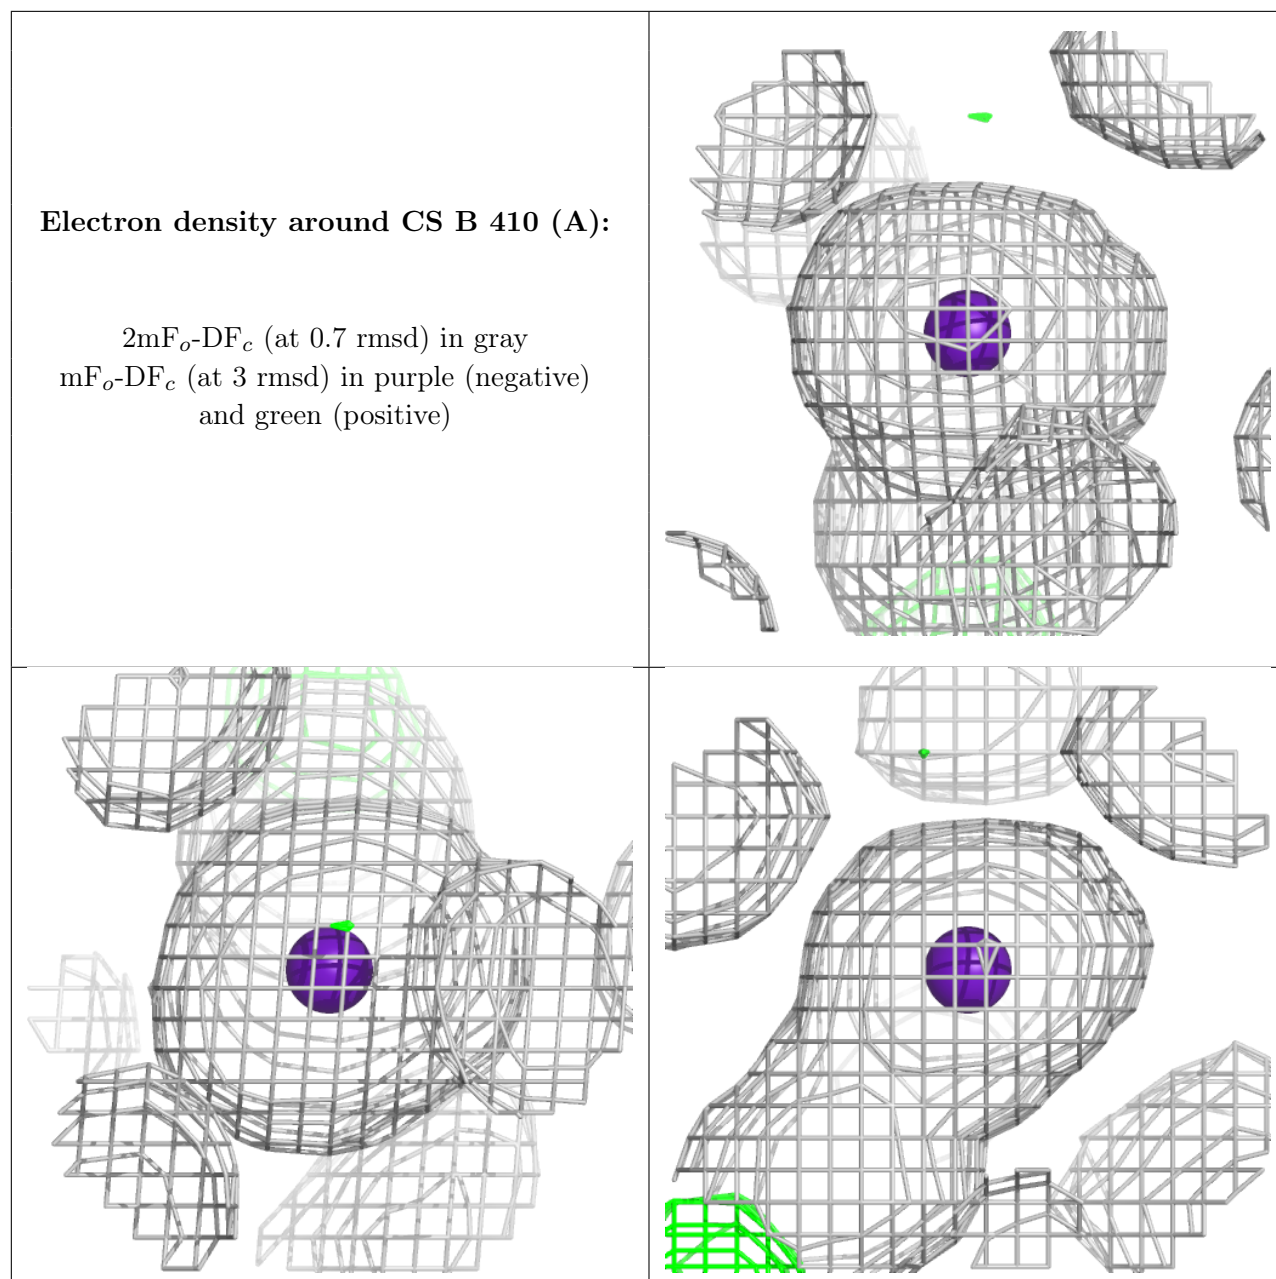 Electron density around CS B 410 (A):
2mFₒ-DF𝒸 (at 0.7 rmsd) in gray
mFₒ-DF𝒸 (at 3 rmsd) in purple (negative)
and green (positive)